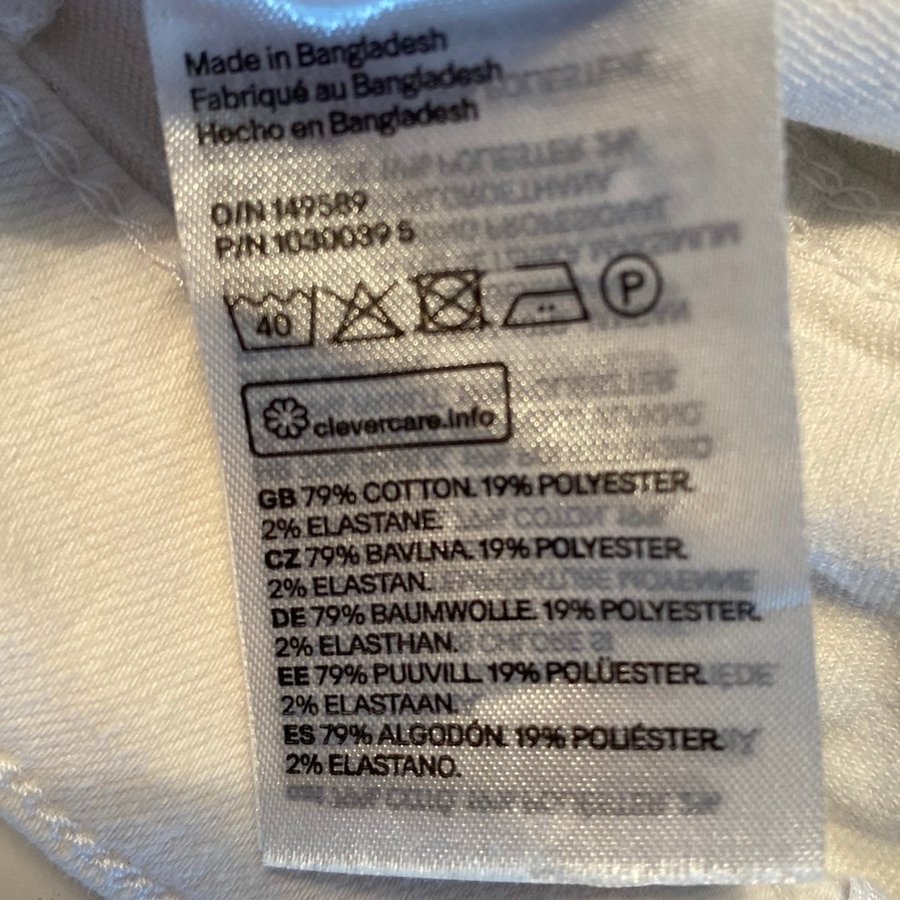 Made in Bangladesh
Fabriqué au Bangladesh
Hecho en Bangladesh
O/N 149589
P/N 1030039 5
40 P
clevercare.info
GB 79% COTTON. 19% POLYESTER.
2% ELASTANE.
CZ 79% BAVLNA. 19% POLYESTER.
2% ELASTAN.
DE 79% BAUMWOLLE. 19% POLYESTER.
2% ELASTHAN.
EE 79% PUUVILL. 19% POLÜESTER.
2% ELASTAAN.
ES 79% ALGODÓN. 19% POLIÉSTER.
2% ELASTANO.